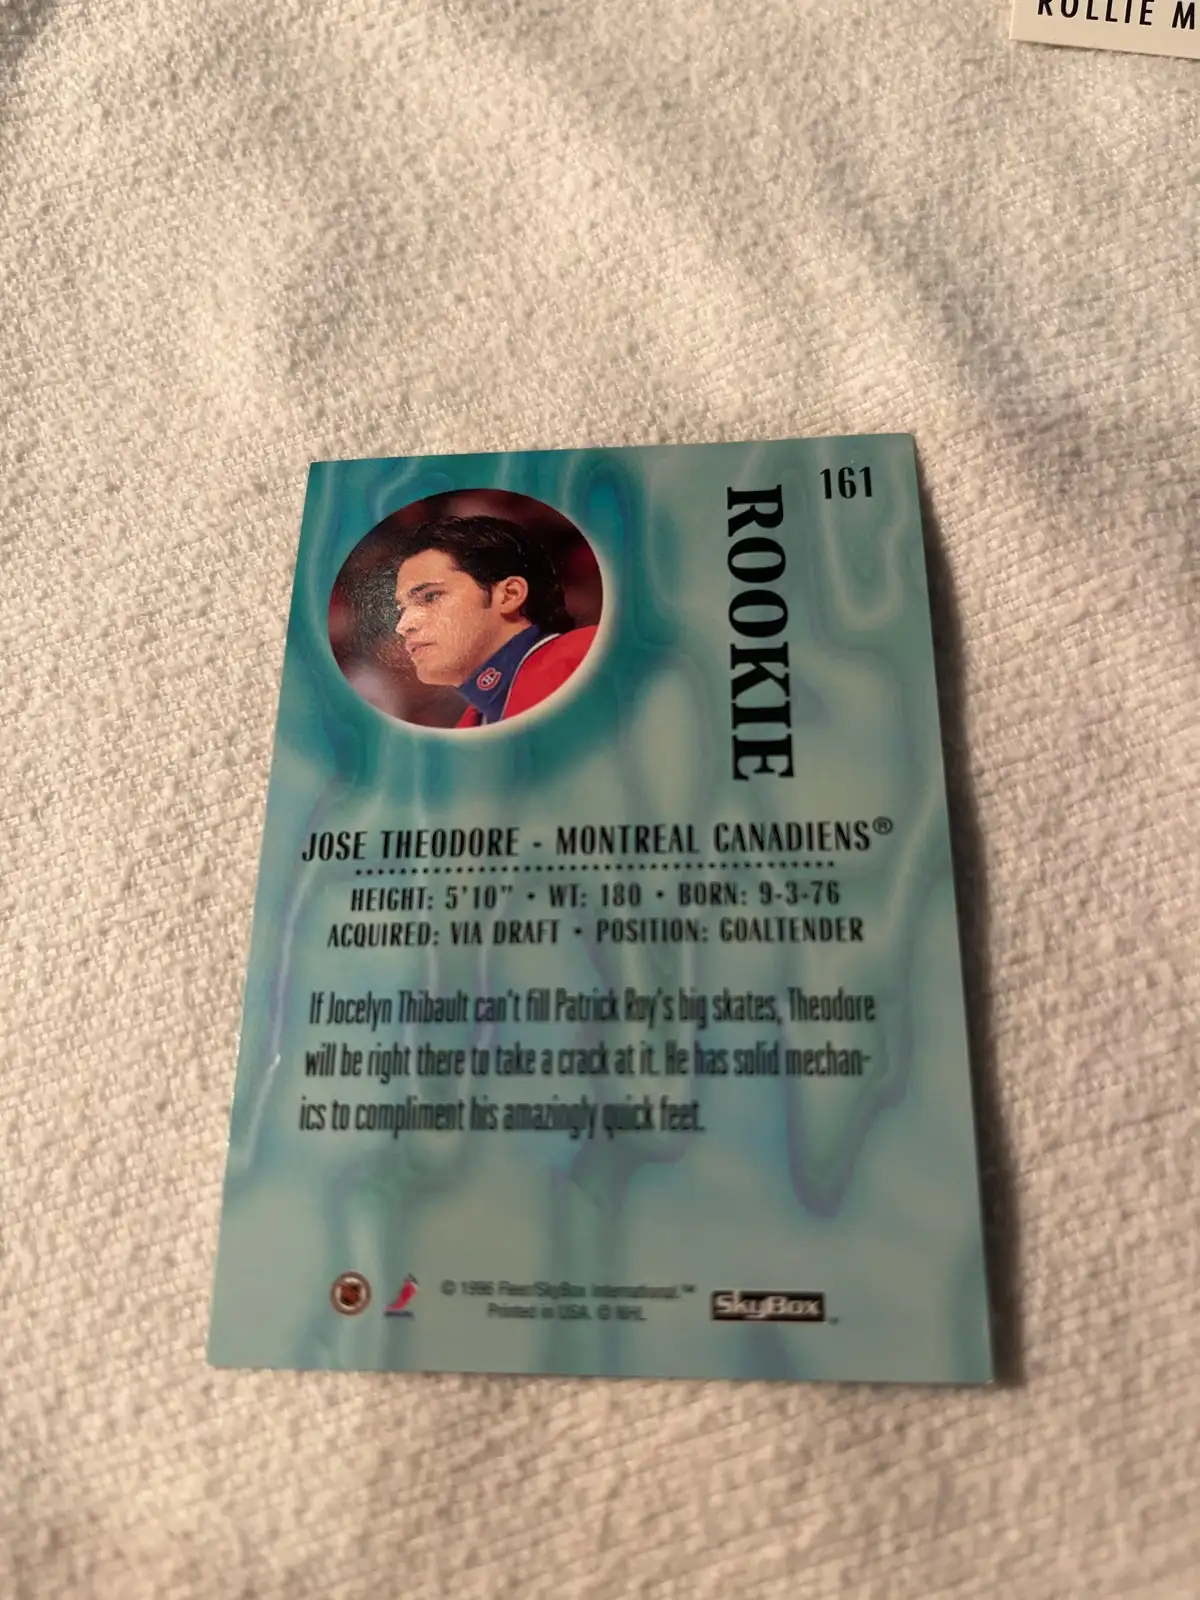 ROLLIE M
161
ROOKIE
JOSE THEODORE - MONTREAL CANADIENS®
HEIGHT: 5'10" • WT: 180 • BORN: 9-3-76
ACQUIRED: VIA DRAFT • POSITION: GOALTENDER
If Jocelyn Thibault can't fill Patrick Roy's big skates, Theodore
will be right there to take a crack at it. He has solid mechan-
ics to compliment his amazingly quick feet.
© 1996 Fleer/SkyBox International.™
Printed in USA © NHL
SkyBox